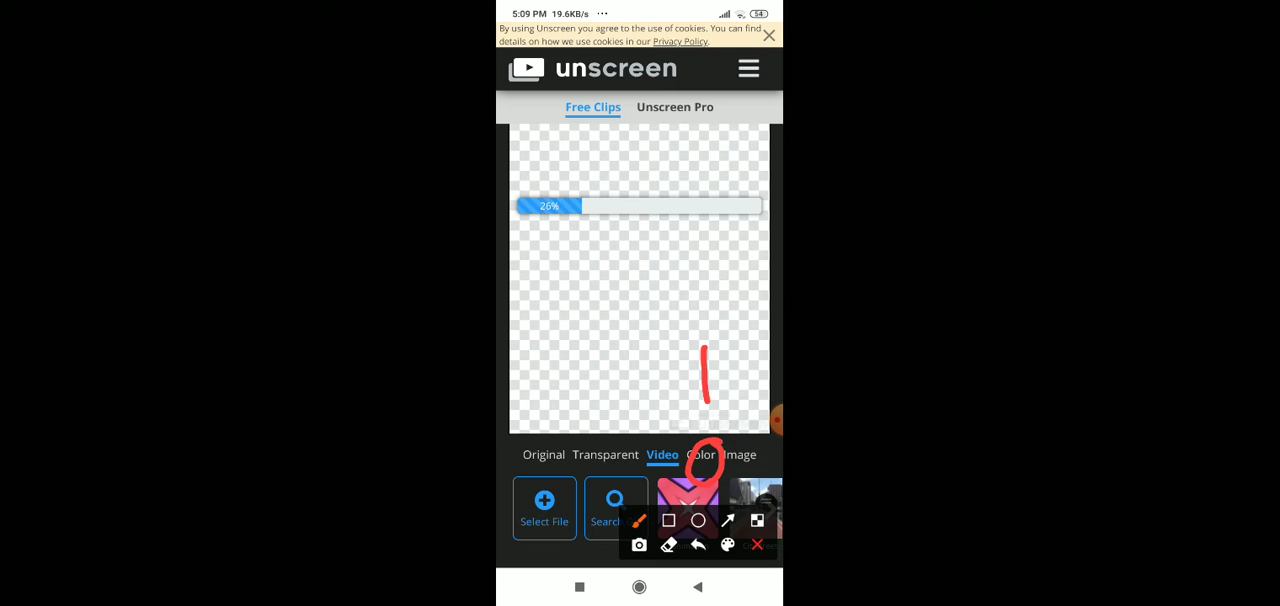 5:09 PM 19.6KB/s ... 54
By using Unscreen you agree to the use of cookies. You can find
details on how we use cookies in our Privacy Policy.
unscreen
Free Clips Unscreen Pro
26%
Original Transparent Video Color Image
Select File Search